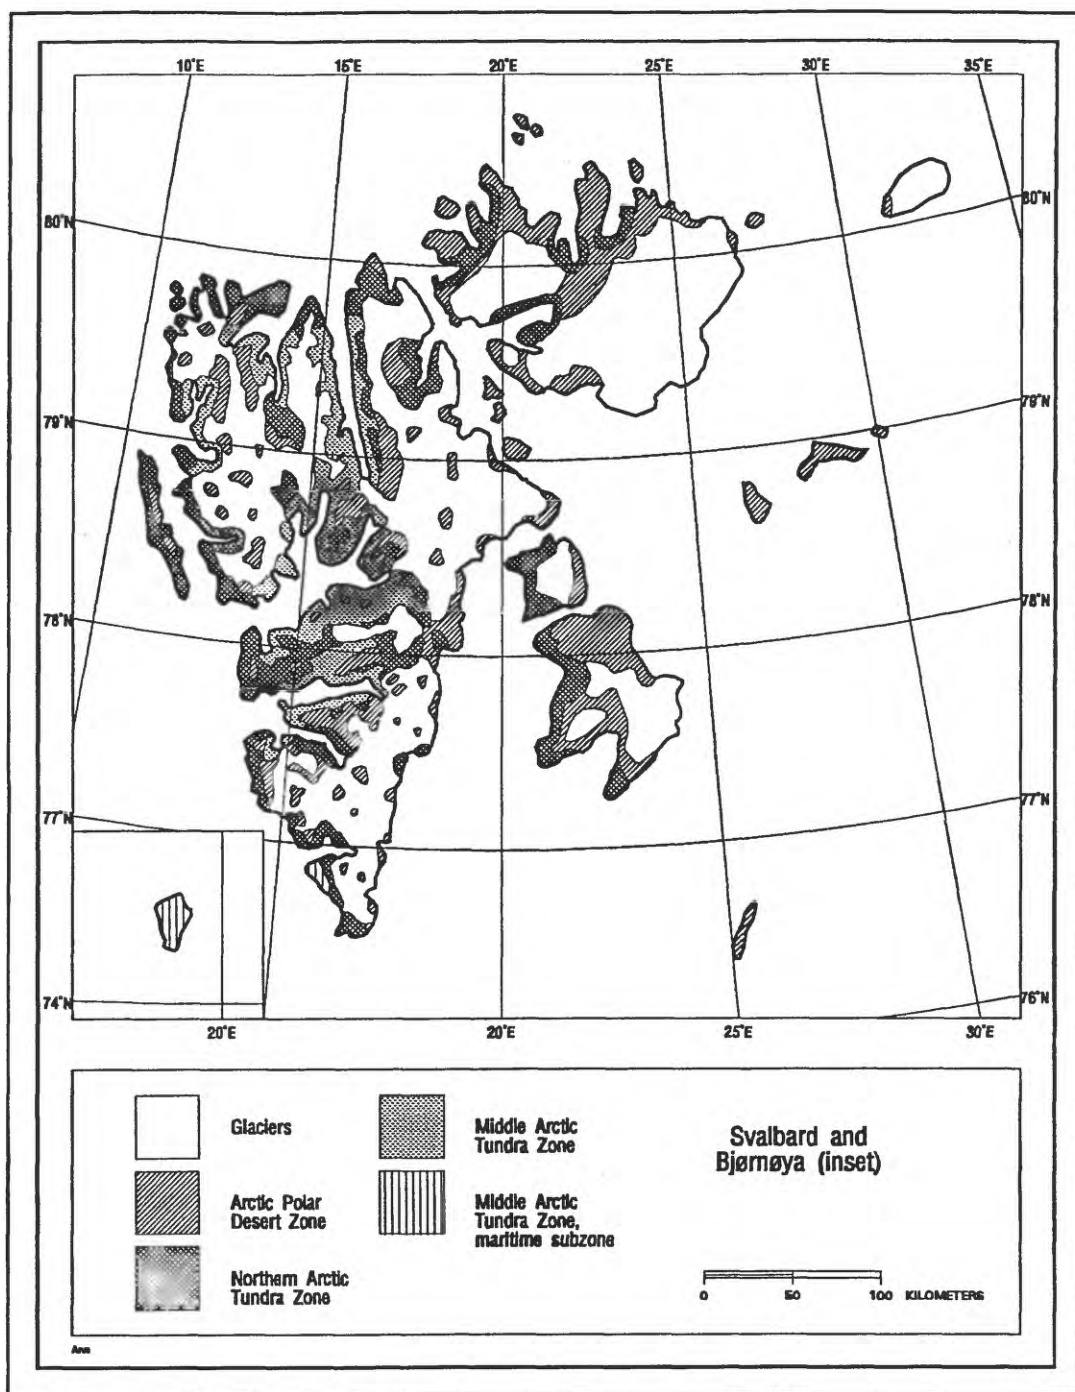 10°E 15°E 20°E 25°E 30°E 35°E
80°N 80°N
79°N 79°N
78°N 78°N
77°N 77°N
74°N 76°N
20°E 20°E 25°E 30°E
Glaciers
Arctic Polar
Desert Zone
Northern Arctic
Tundra Zone
Middle Arctic
Tundra Zone
Middle Arctic
Tundra Zone,
maritime subzone
Svalbard and
Bjørnøya (inset)
0 50 100 KILOMETERS